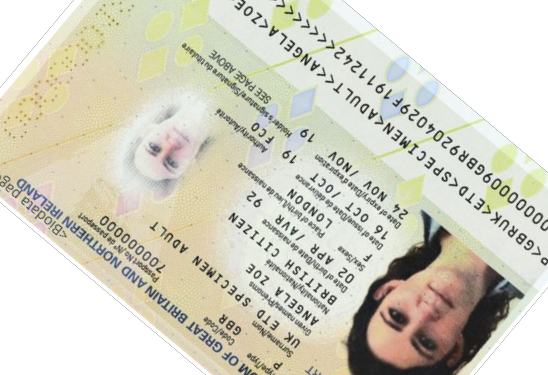 <Biodata page
OM OF GREAT BRITAIN AND NORTHERN IRELAND
Type/Type Code/Code Passport No./No. de passeport
P GBR 700000000
Surname/Nom
UK ETD SPECIMEN ADULT
Given names/Prénoms
ANGELA ZOE
Nationality/Nationalité
BRITISH CITIZEN
Date of birth/Date de naissance
02 APR /AVR 92
Sex/Sexe Place of birth/Lieu de naissance
F LONDON
Date of issue/Date de délivrance Authority/Autorité
16 OCT /OCT 19 FCO
Date of expiry/Date d'expiration Holder's signature/Signature du titulaire
24 NOV /NOV 19 SEE PAGE ABOVE
P<GBRUK<ETD<SPECIMEN<ADULT<<ANGELA<ZOE